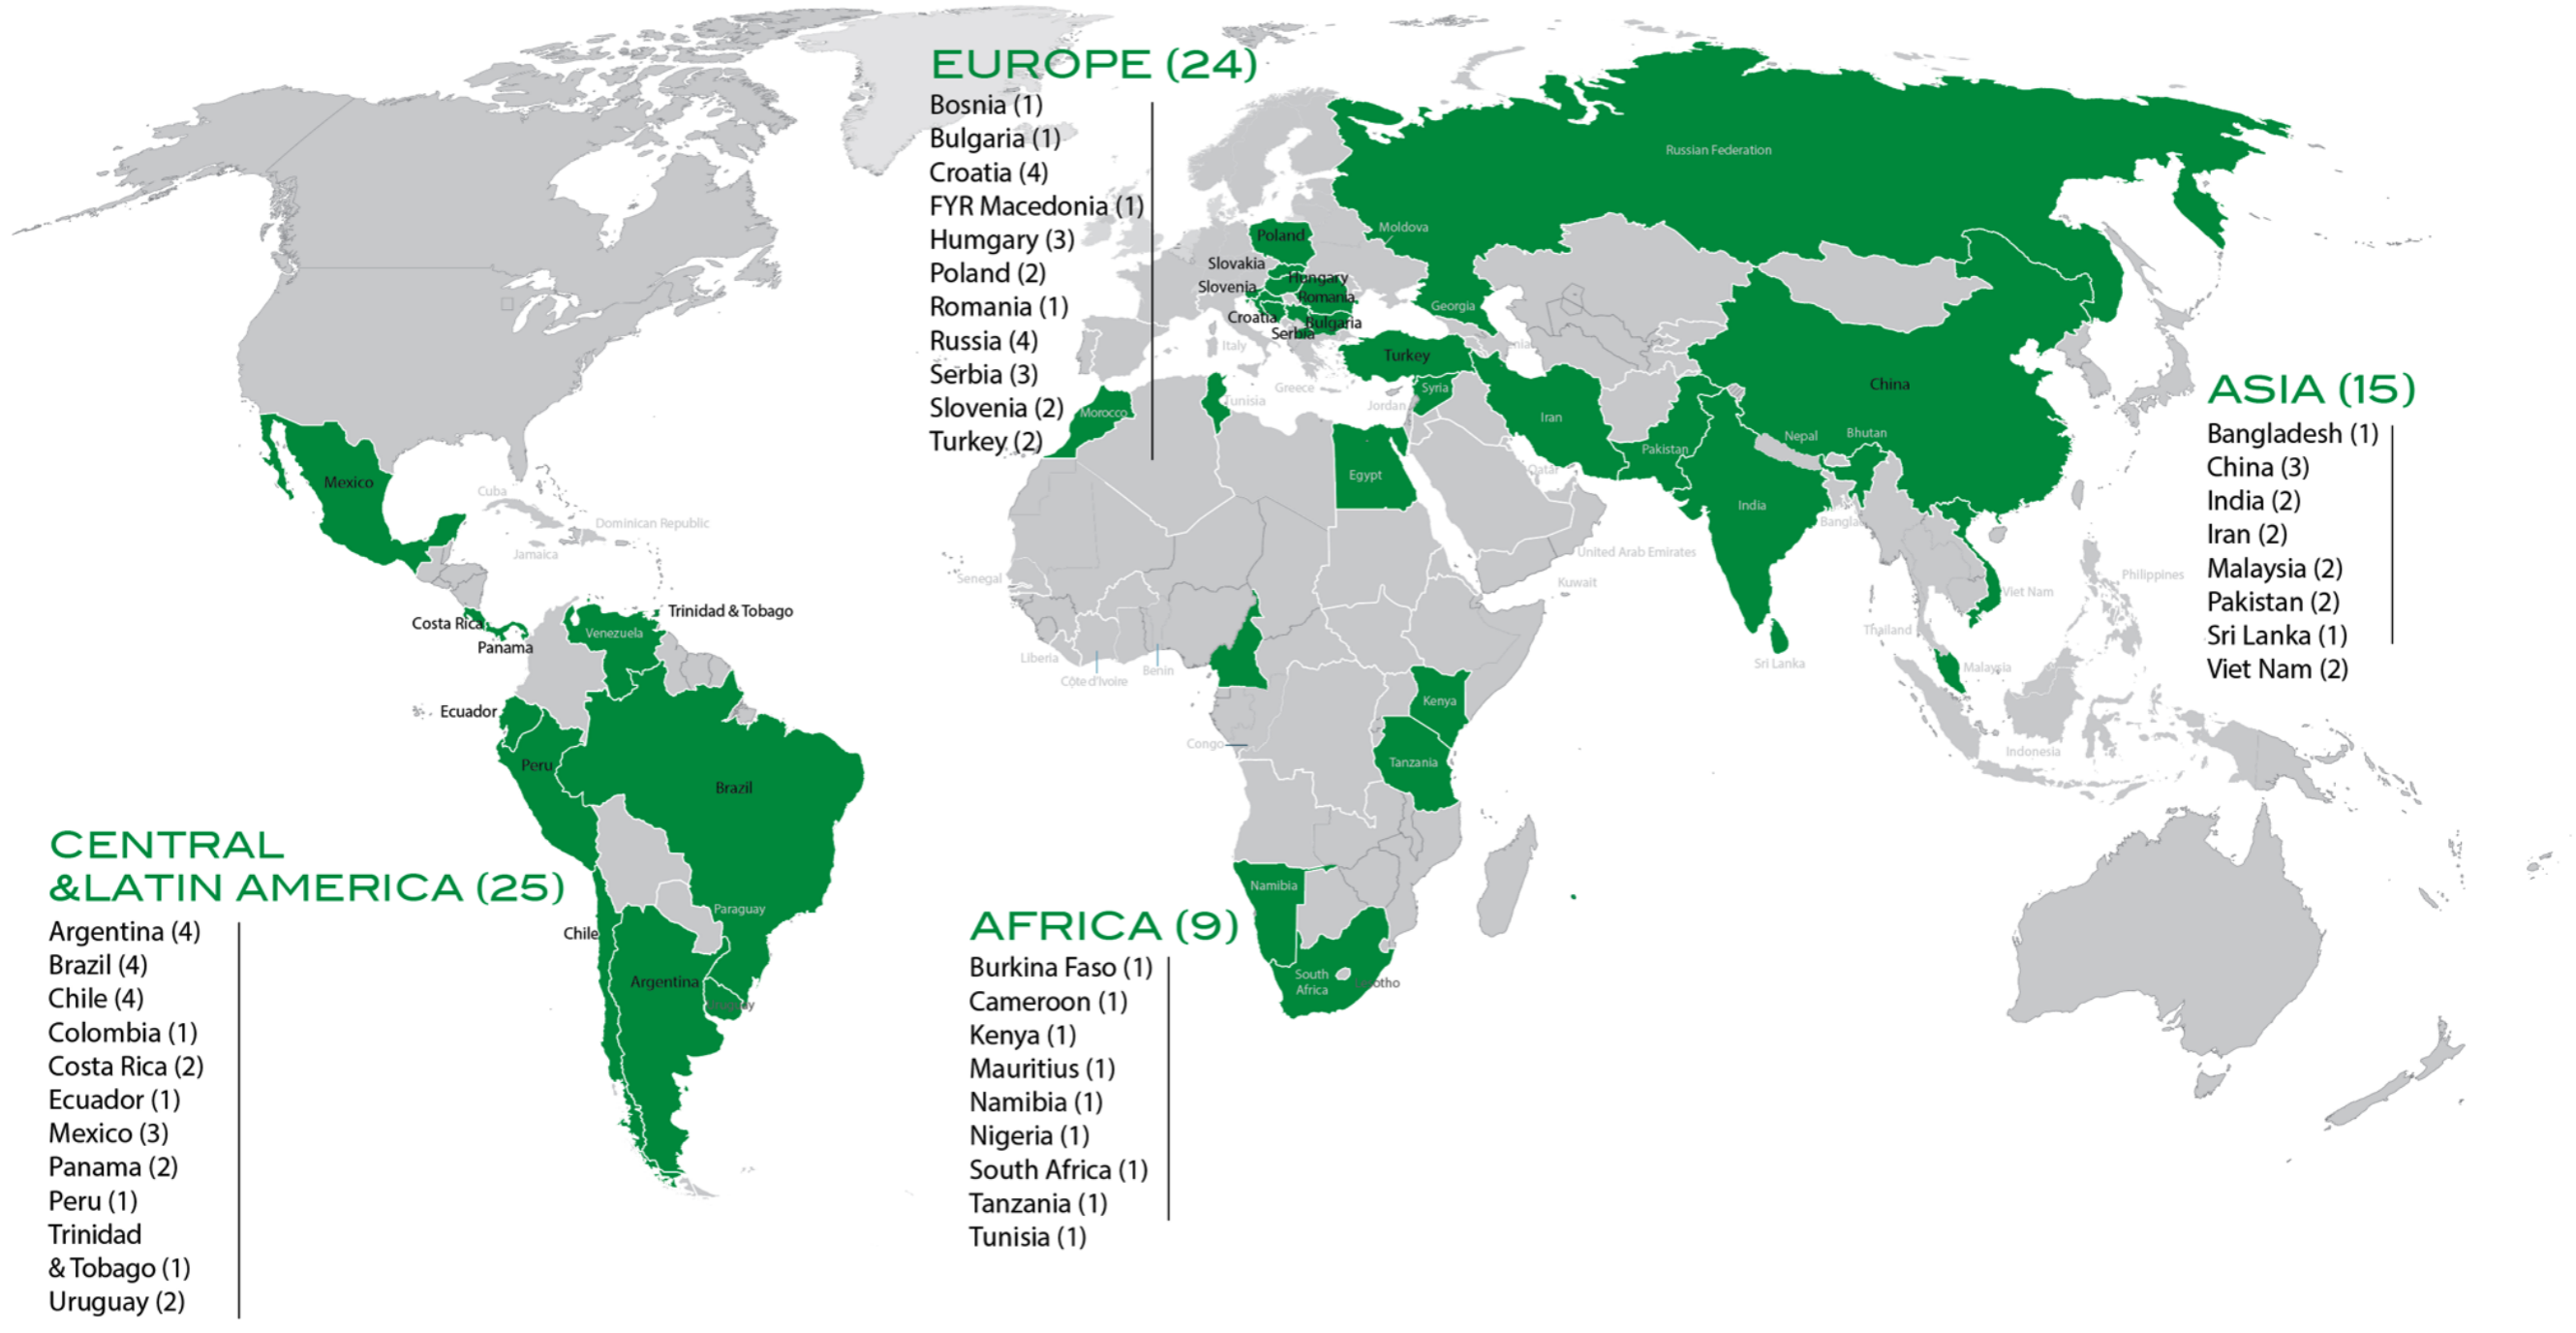 EUROPE (24)
Bosnia (1)
Bulgaria (1)
Croatia (4)
FYR Macedonia (1)
Humgary (3)
Poland (2)
Romania (1)
Russia (4)
Serbia (3)
Slovenia (2)
Turkey (2)
ASIA (15)
Bangladesh (1)
China (3)
India (2)
Iran (2)
Malaysia (2)
Pakistan (2)
Sri Lanka (1)
Viet Nam (2)
CENTRAL
&LATIN AMERICA (25)
Argentina (4)
Brazil (4)
Chile (4)
Colombia (1)
Costa Rica (2)
Ecuador (1)
Mexico (3)
Panama (2)
Peru (1)
Trinidad
& Tobago (1)
Uruguay (2)
AFRICA (9)
Burkina Faso (1)
Cameroon (1)
Kenya (1)
Mauritius (1)
Namibia (1)
Nigeria (1)
South Africa (1)
Tanzania (1)
Tunisia (1)
Russian Federation
Moldova
Poland
Slovakia
Hungary
Slovenia
Romania
Georgia
Croatia
Bulgaria
Serbia
Italy
Turkey
Greece
Syria
Jordan
Tunisia
Morocco
Iran
China
Pakistan
Nepal
Bhutan
Egypt
Qatar
India
United Arab Emirates
Kuwait
Viet Nam
Philippines
Thailand
Sri Lanka
Malaysia
Indonesia
Mexico
Cuba
Dominican Republic
Jamaica
Trinidad & Tobago
Costa Rica
Venezuela
Panama
Ecuador
Peru
Brazil
Paraguay
Chile
Argentina
Senegal
Liberia
Côte d'Ivoire
Benin
Congo
Kenya
Tanzania
Namibia
South
Africa